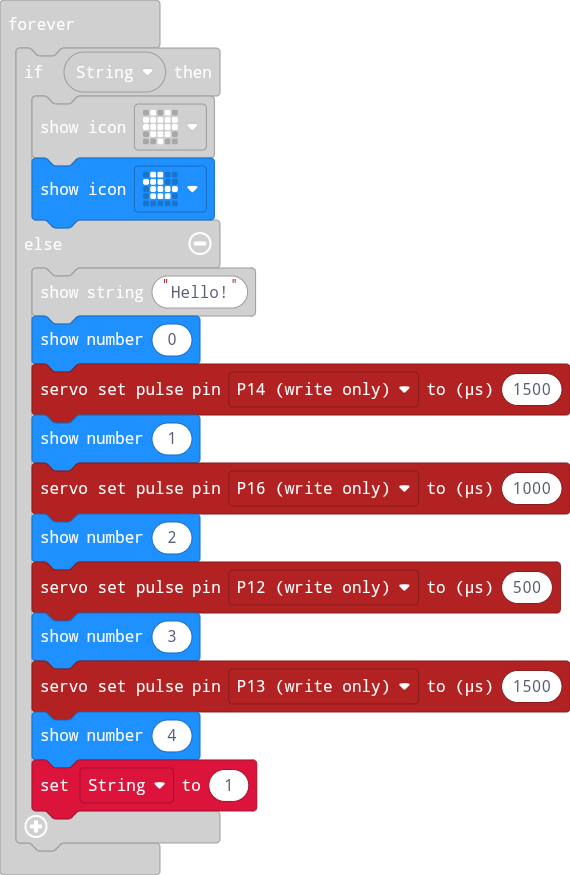 forever
if String then
show icon
show icon
else
show string "Hello!"
show number 0
servo set pulse pin P14 (write only) to (µs) 1500
show number 1
servo set pulse pin P16 (write only) to (µs) 1000
show number 2
servo set pulse pin P12 (write only) to (µs) 500
show number 3
servo set pulse pin P13 (write only) to (µs) 1500
show number 4
set String to 1